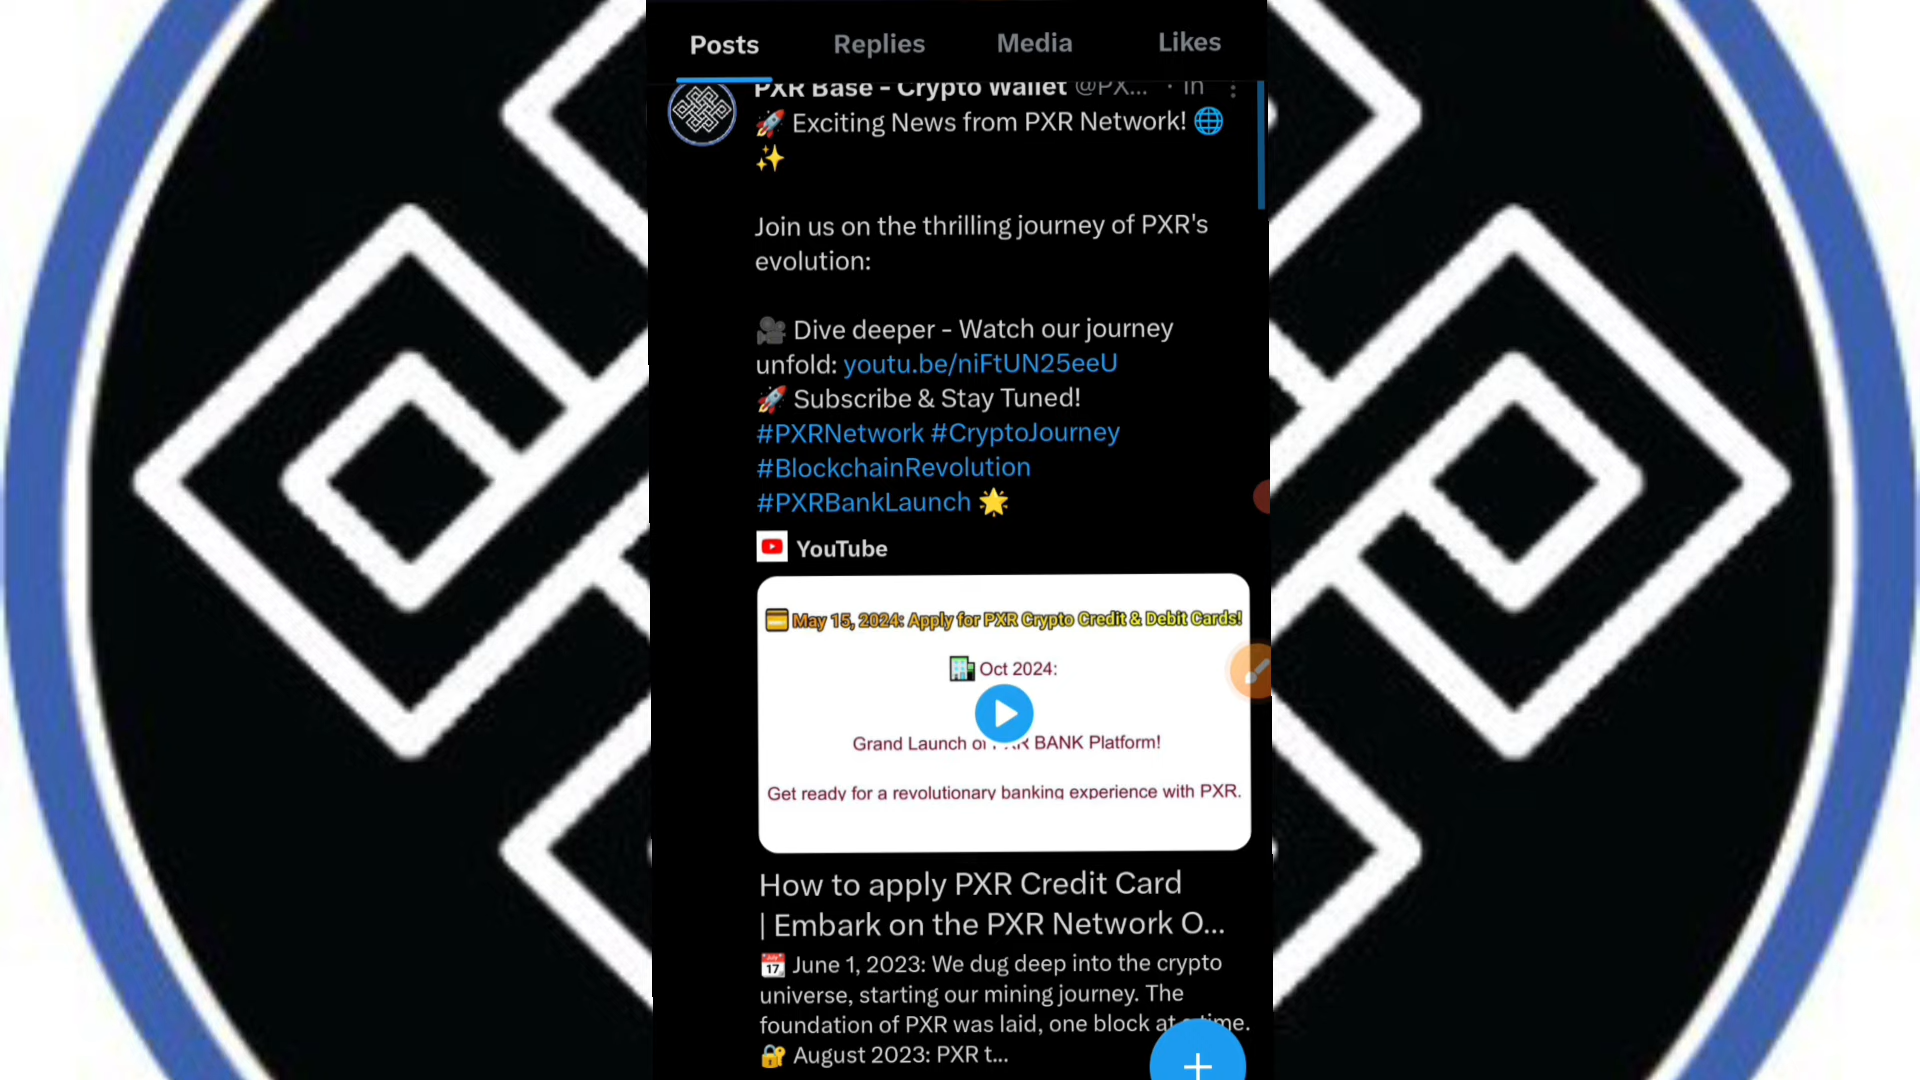 Posts Replies Media Likes
PXR Base - Crypto Wallet @PX... · 1h
🚀 Exciting News from PXR Network! 🌐
✨
Join us on the thrilling journey of PXR's
evolution:
🎥 Dive deeper - Watch our journey
unfold: youtu.be/niFtUN25eeU
🚀 Subscribe & Stay Tuned!
#PXRNetwork #CryptoJourney
#BlockchainRevolution
#PXRBankLaunch 🌟
YouTube
💳 May 15, 2024: Apply for PXR Crypto Credit & Debit Cards!
🏢 Oct 2024:
Grand Launch of PXR BANK Platform!
Get ready for a revolutionary banking experience with PXR.
How to apply PXR Credit Card
| Embark on the PXR Network O...
📅 June 1, 2023: We dug deep into the crypto
universe, starting our mining journey. The
foundation of PXR was laid, one block at a time.
🔐 August 2023: PXR t...